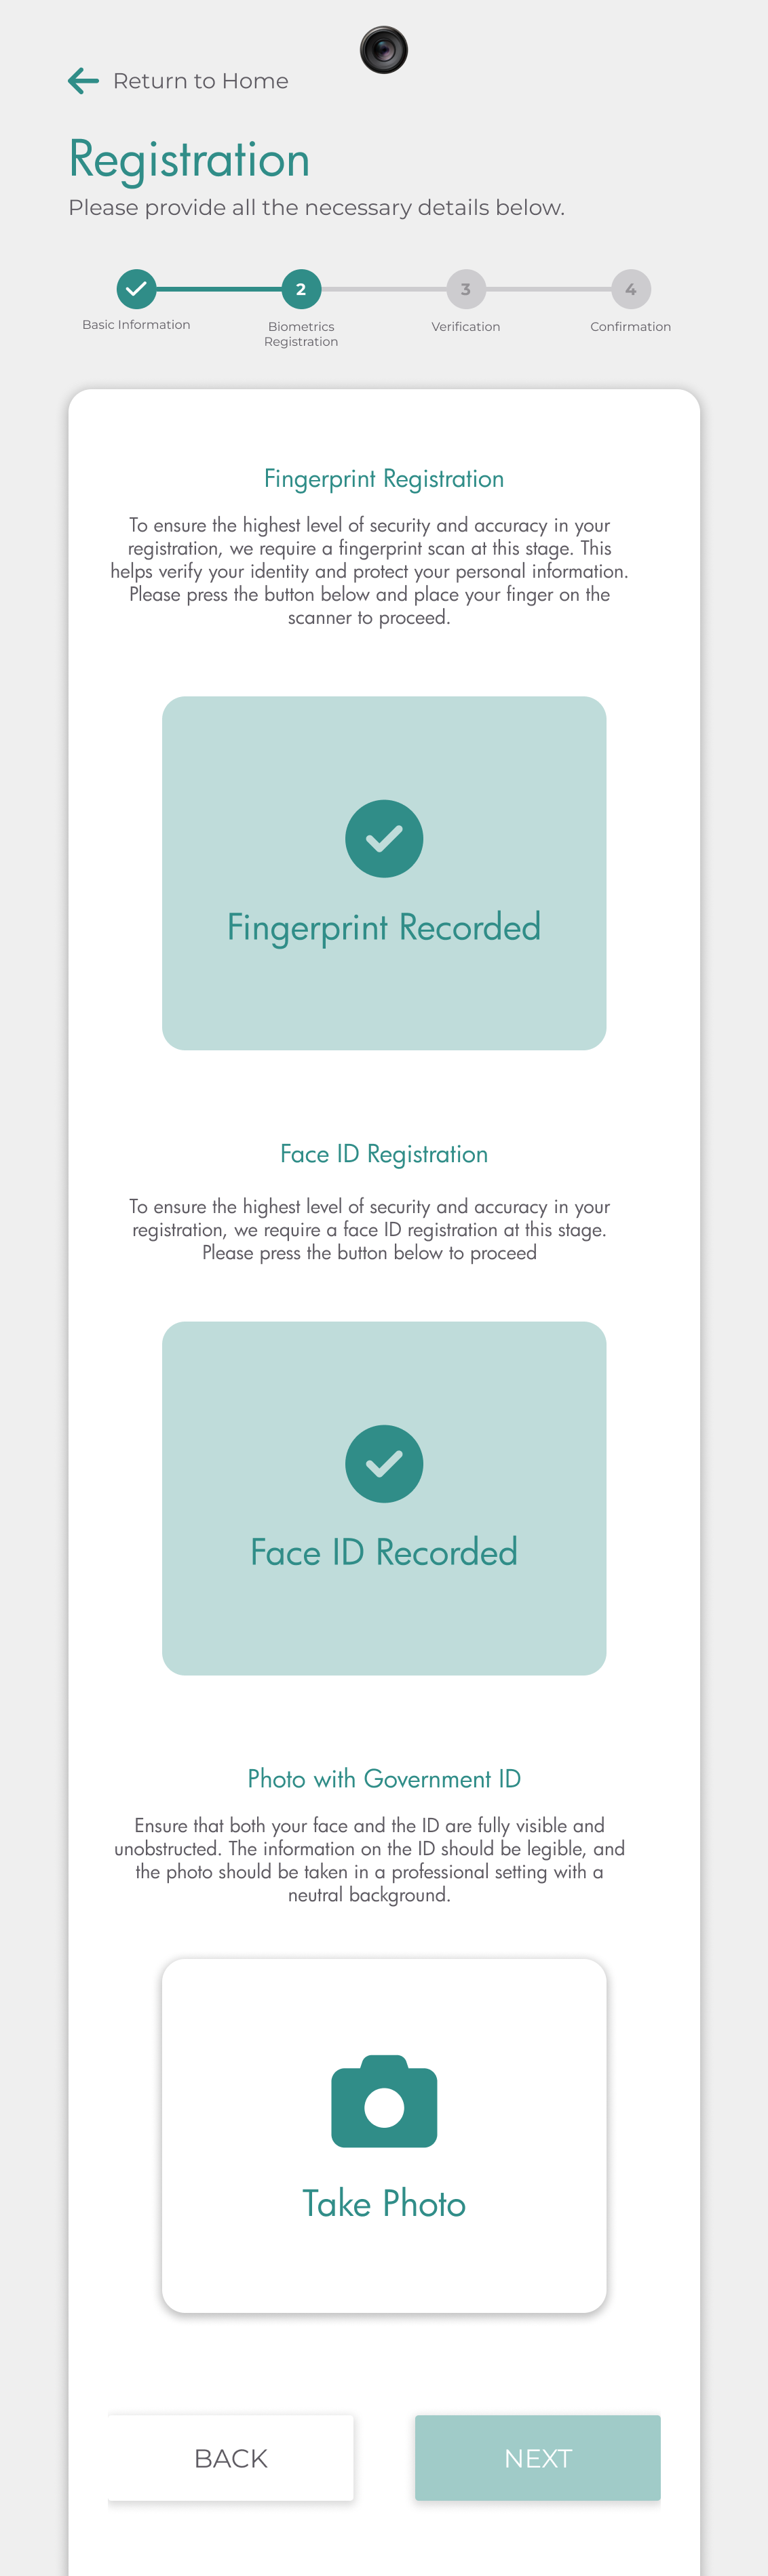 Return to Home
Registration
Please provide all the necessary details below.
2
3
4
Basic Information
Biometrics
Registration
Verification
Confirmation
Fingerprint Registration
To ensure the highest level of security and accuracy in your
registration, we require a fingerprint scan at this stage. This
helps verify your identity and protect your personal information.
Please press the button below and place your finger on the
scanner to proceed.
Fingerprint Recorded
Face ID Registration
To ensure the highest level of security and accuracy in your
registration, we require a face ID registration at this stage.
Please press the button below to proceed
Face ID Recorded
Photo with Government ID
Ensure that both your face and the ID are fully visible and
unobstructed. The information on the ID should be legible, and
the photo should be taken in a professional setting with a
neutral background.
Take Photo
BACK
NEXT